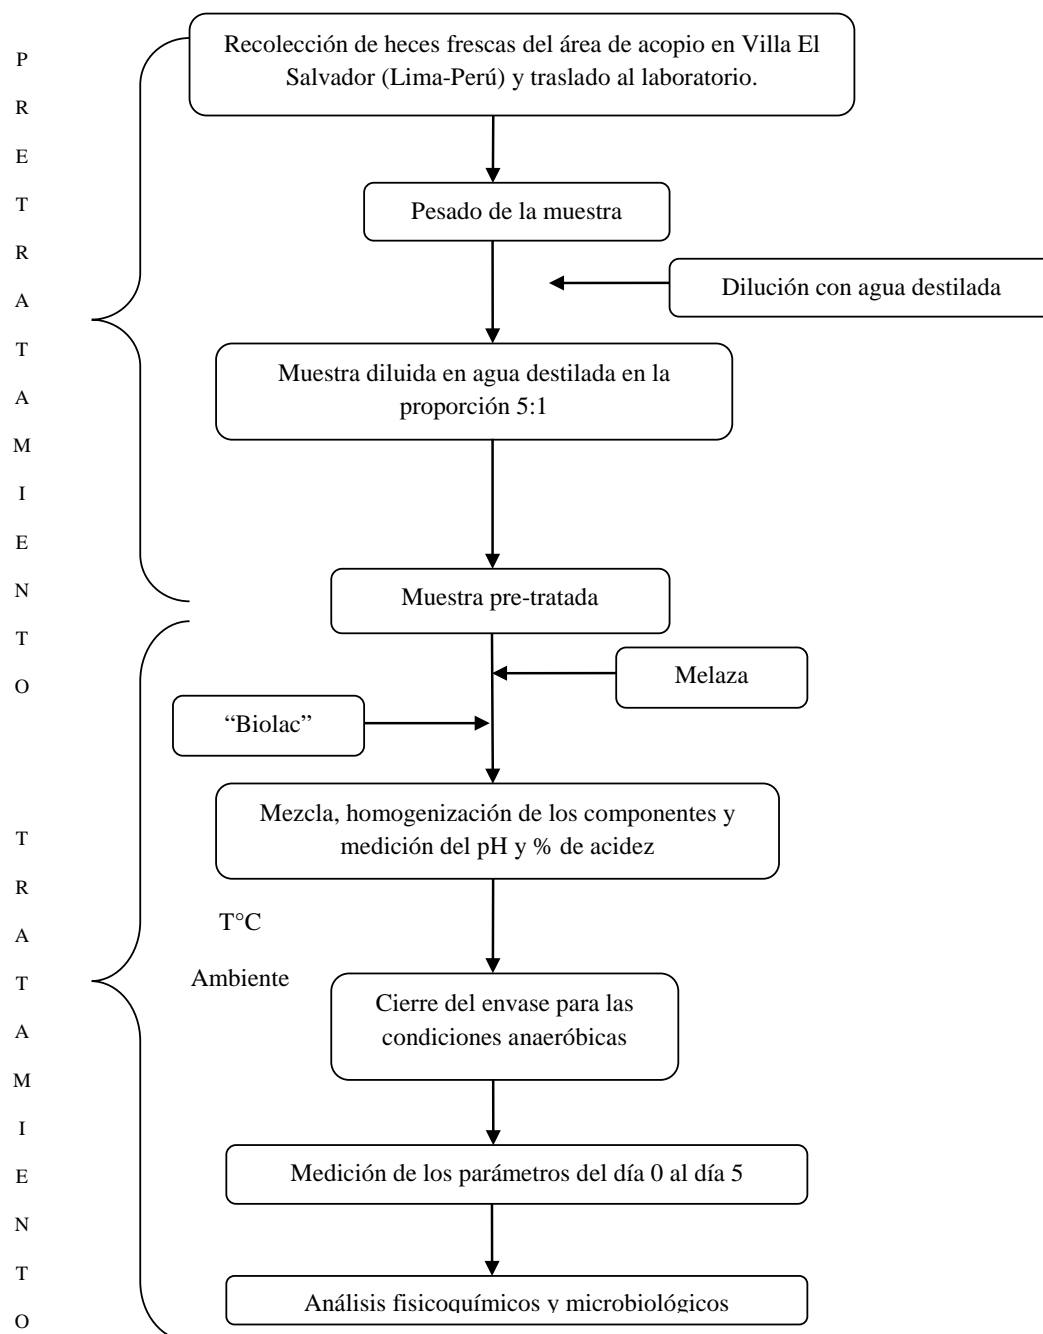 PRETRATAMIENTO
Recolección de heces frescas del área de acopio en Villa El
Salvador (Lima-Perú) y traslado al laboratorio.
Pesado de la muestra
Dilución con agua destilada
Muestra diluida en agua destilada en la
proporción 5:1
Muestra pre-tratada
Melaza
“Biolac”
TRATAMIENTO
Mezcla, homogenización de los componentes y
medición del pH y % de acidez
T°C
Ambiente
Cierre del envase para las
condiciones anaeróbicas
Medición de los parámetros del día 0 al día 5
Análisis fisicoquímicos y microbiológicos